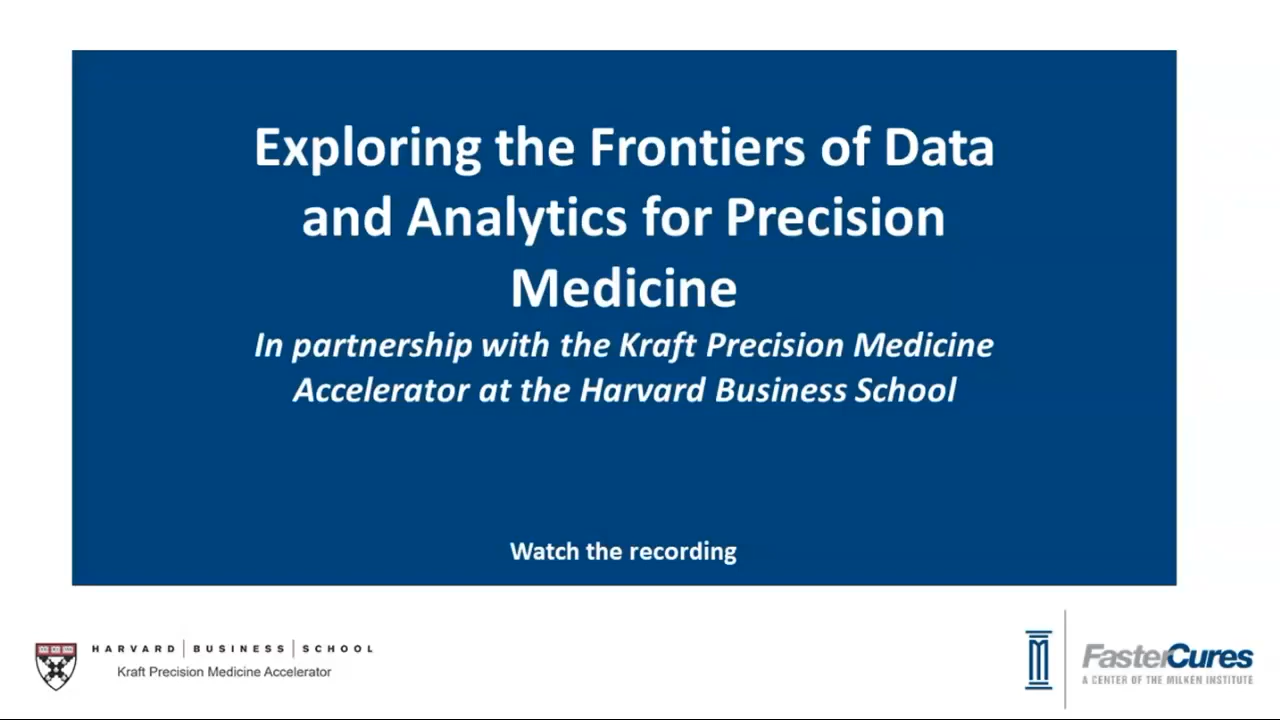 Exploring the Frontiers of Data
and Analytics for Precision
Medicine
In partnership with the Kraft Precision Medicine
Accelerator at the Harvard Business School
Watch the recording
HARVARD | BUSINESS | SCHOOL
Kraft Precision Medicine Accelerator
FasterCures
A CENTER OF THE MILKEN INSTITUTE